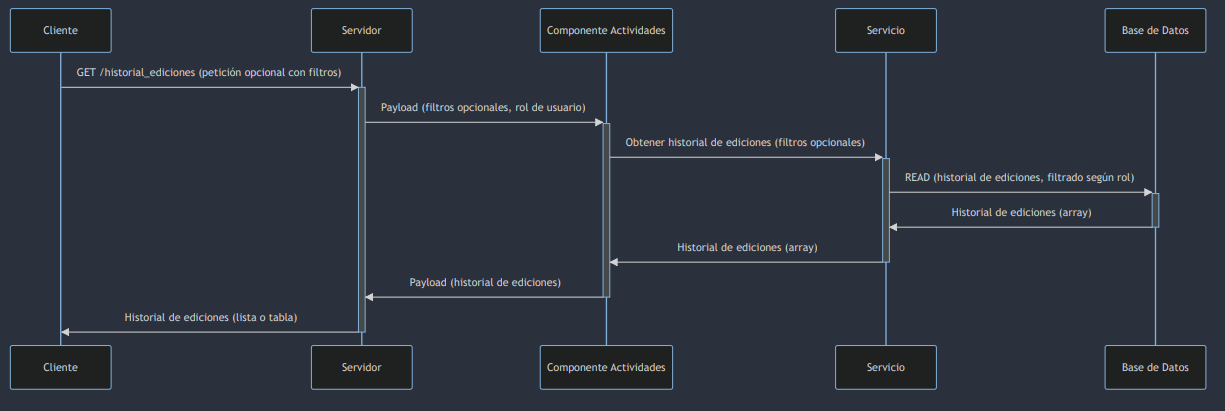 Cliente
Servidor
Componente Actividades
Servicio
Base de Datos
GET /historial_ediciones (petición opcional con filtros)
Payload (filtros opcionales, rol de usuario)
Obtener historial de ediciones (filtros opcionales)
READ (historial de ediciones, filtrado según rol)
Historial de ediciones (array)
Historial de ediciones (array)
Payload (historial de ediciones)
Historial de ediciones (lista o tabla)
Cliente
Servidor
Componente Actividades
Servicio
Base de Datos